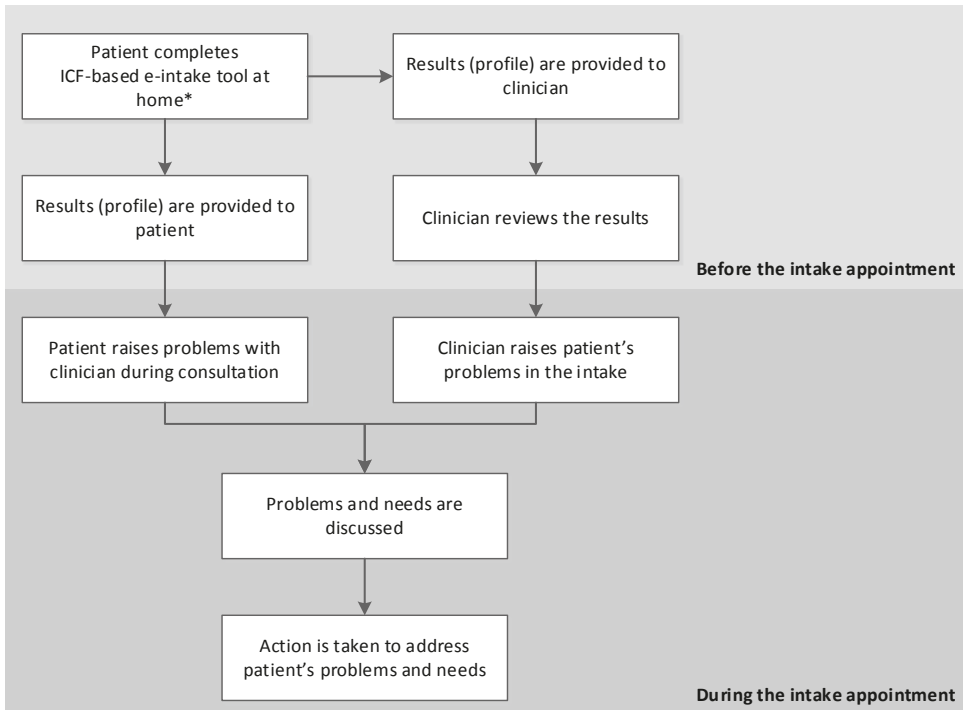 Patient completes
ICF-based e-intake tool at
home*
Results (profile) are provided to
clinician
Results (profile) are provided to
patient
Clinician reviews the results
Before the intake appointment
Patient raises problems with
clinician during consultation
Clinician raises patient’s
problems in the intake
Problems and needs are
discussed
Action is taken to address
patient’s problems and needs
During the intake appointment